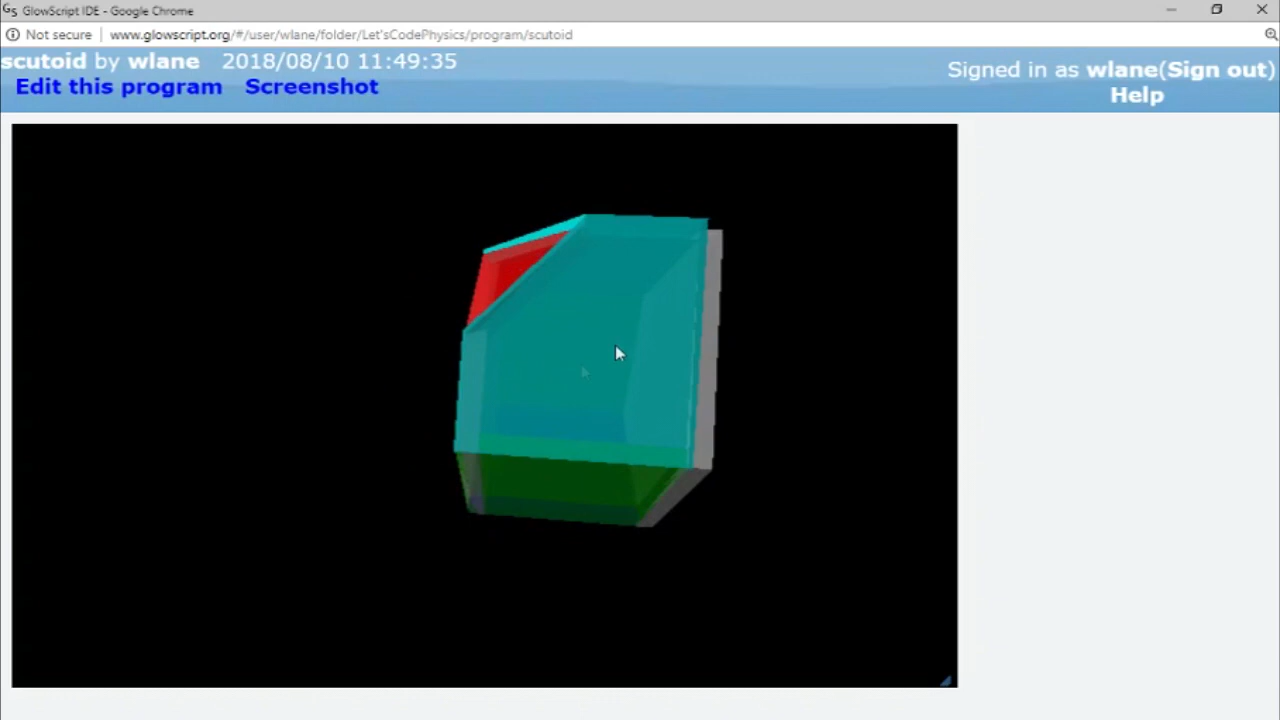 GlowScript IDE - Google Chrome
Not secure | www.glowscript.org/#/user/wlane/folder/Let'sCodePhysics/program/scutoid
scutoid by wlane 2018/08/10 11:49:35
Signed in as wlane(Sign out)
Edit this program Screenshot
Help